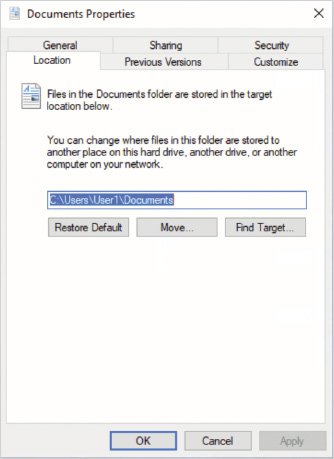 Documents Properties
General Sharing Security
Location Previous Versions Customize
Files in the Documents folder are stored in the target
location below.
You can change where files in this folder are stored to
another place on this hard drive, another drive, or another
computer on your network.
C:\Users\User1\Documents
Restore Default Move... Find Target...
OK Cancel Apply